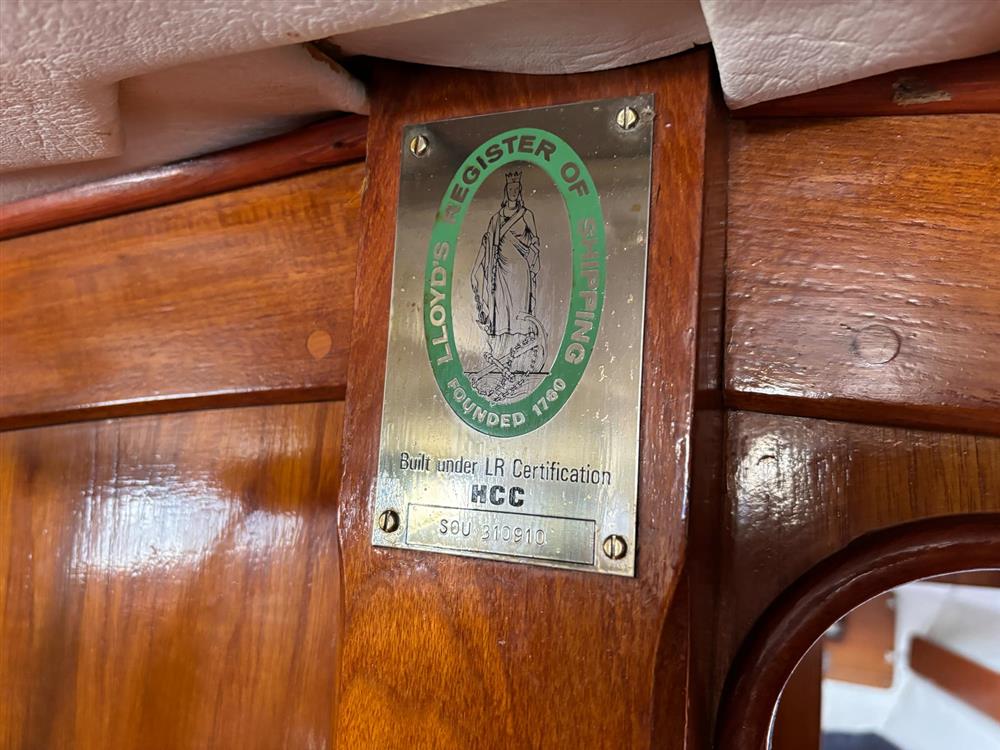 LLOYD'S REGISTER OF SHIPPING
FOUNDED 1760
Built under LR Certification
HCC
SOU 310910